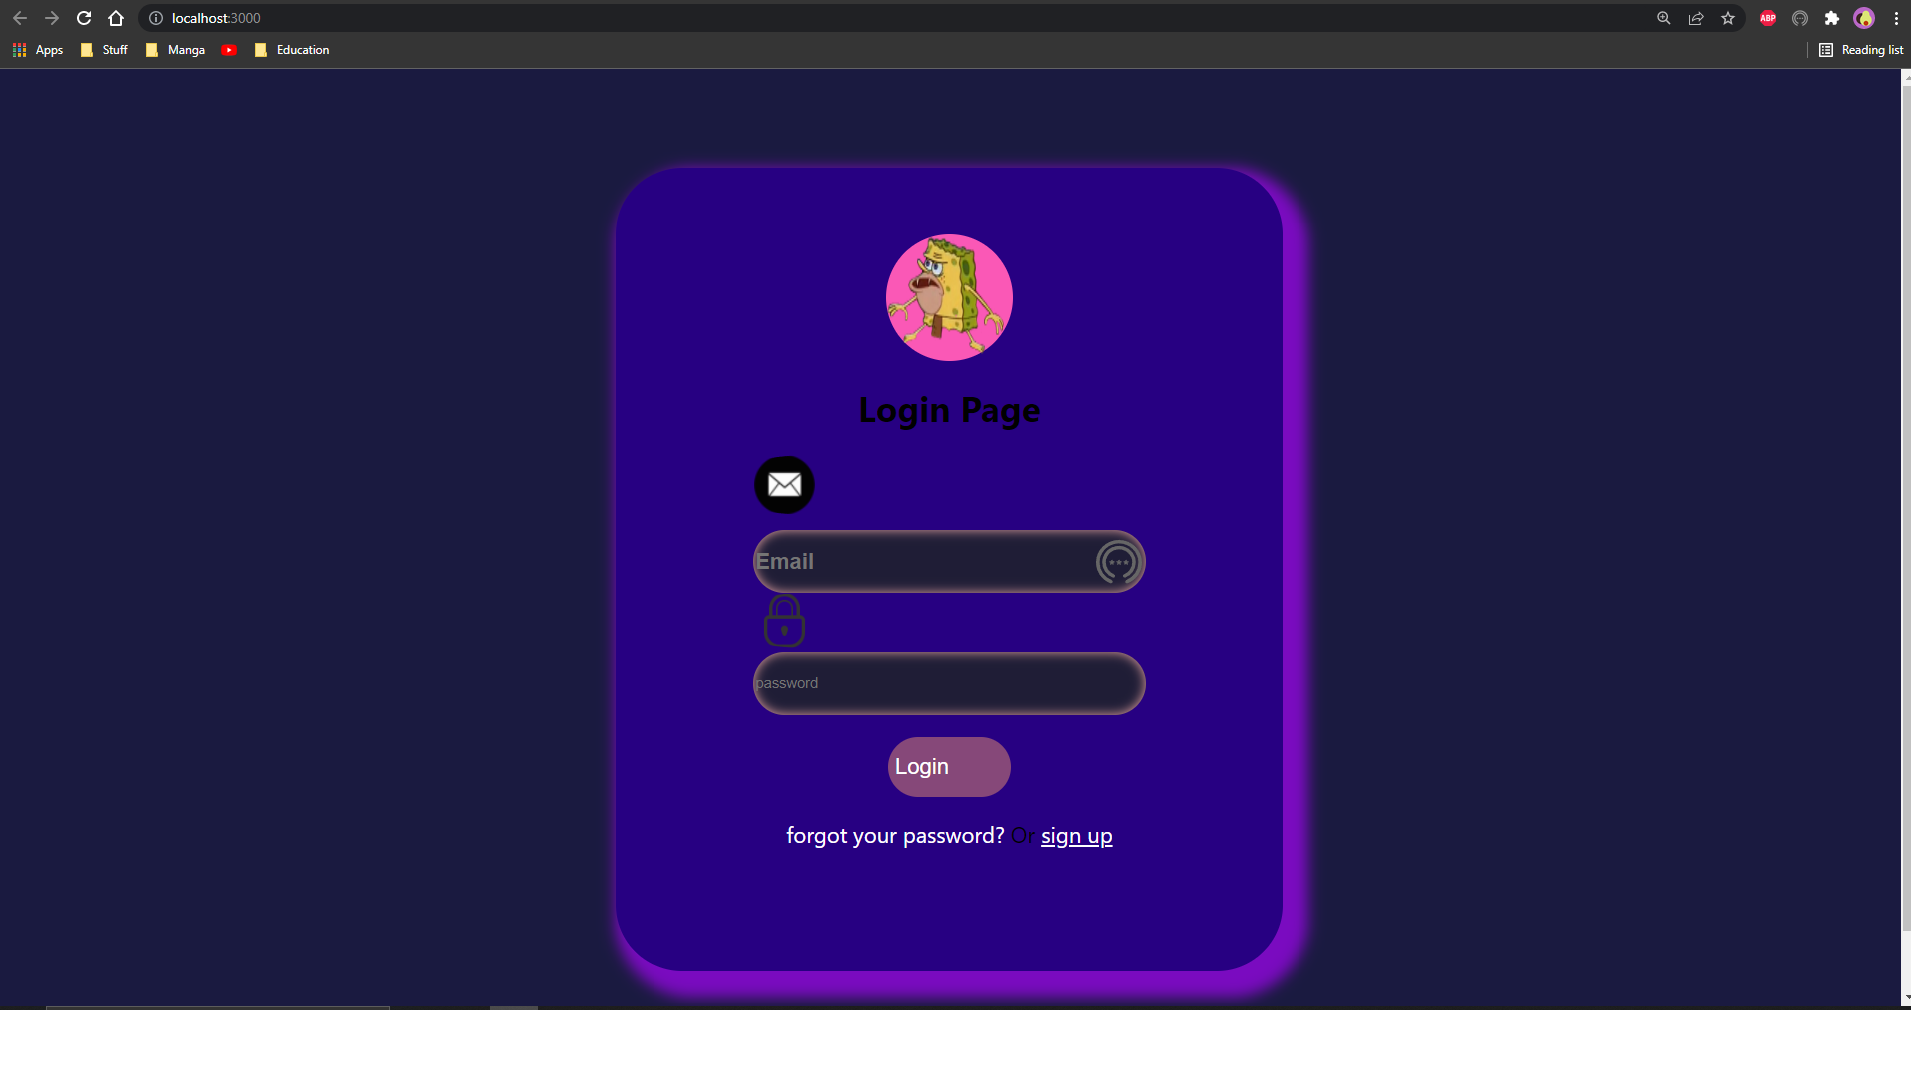 localhost:3000
ABP
Apps Stuff Manga Education Reading list
Login Page
Email
password
Login
forgot your password? Or sign up